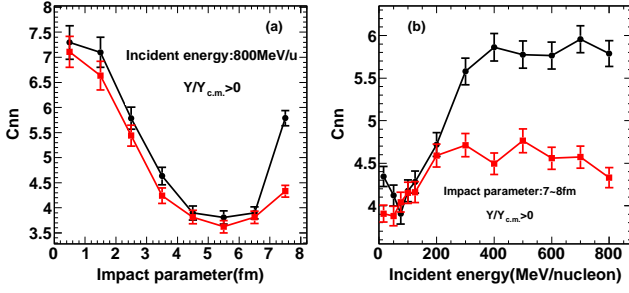 (a)
Incident energy:800MeV/u
Y/Y c.m.>0
Cnn
8
7.5
7
6.5
6
5.5
5
4.5
4
3.5
0 1 2 3 4 5 6 7 8
Impact parameter(fm)
(b)
Cnn
6
5.5
5
4.5
4
Impact parameter:7~8fm
Y/Y c.m.>0
0 200 400 600 800
Incident energy(MeV/nucleon)